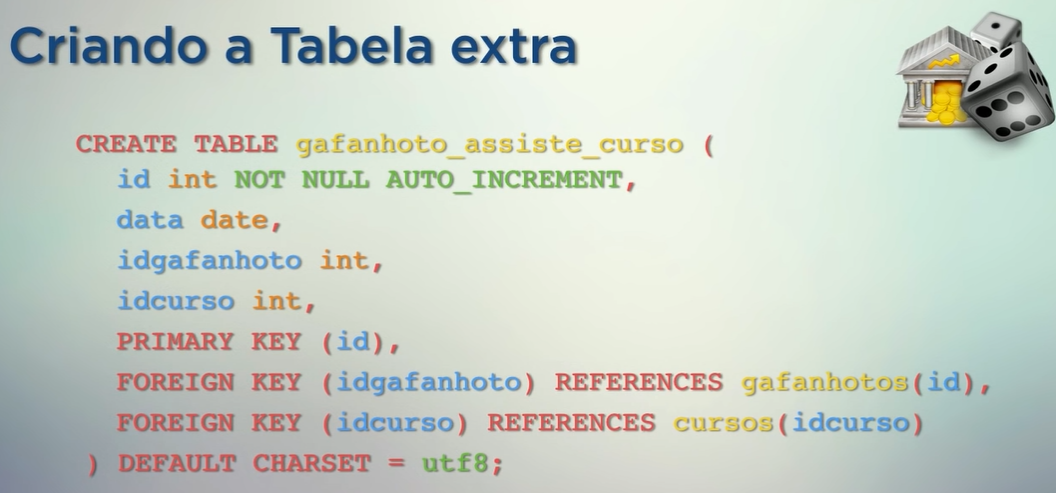 Criando a Tabela extra
CREATE TABLE gafanhoto_assiste_curso (
id int NOT NULL AUTO_INCREMENT,
data date,
idgafanhoto int,
idcurso int,
PRIMARY KEY (id),
FOREIGN KEY (idgafanhoto) REFERENCES gafanhotos(id),
FOREIGN KEY (idcurso) REFERENCES cursos(idcurso)
) DEFAULT CHARSET = utf8;